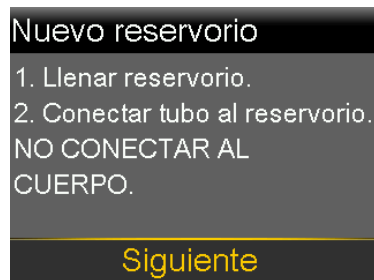 Nuevo reservorio
1. Llenar reservorio.
2. Conectar tubo al reservorio.
NO CONECTAR AL
CUERPO.
Siguiente